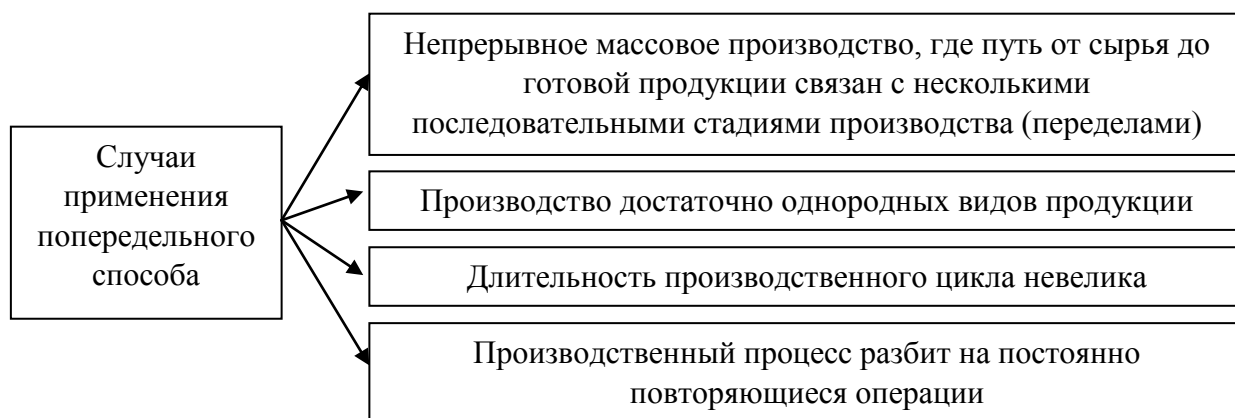 Случаи
применения
попередельного
способа
Непрерывное массовое производство, где путь от сырья до
готовой продукции связан с несколькими
последовательными стадиями производства (переделами)
Производство достаточно однородных видов продукции
Длительность производственного цикла невелика
Производственный процесс разбит на постоянно
повторяющиеся операции